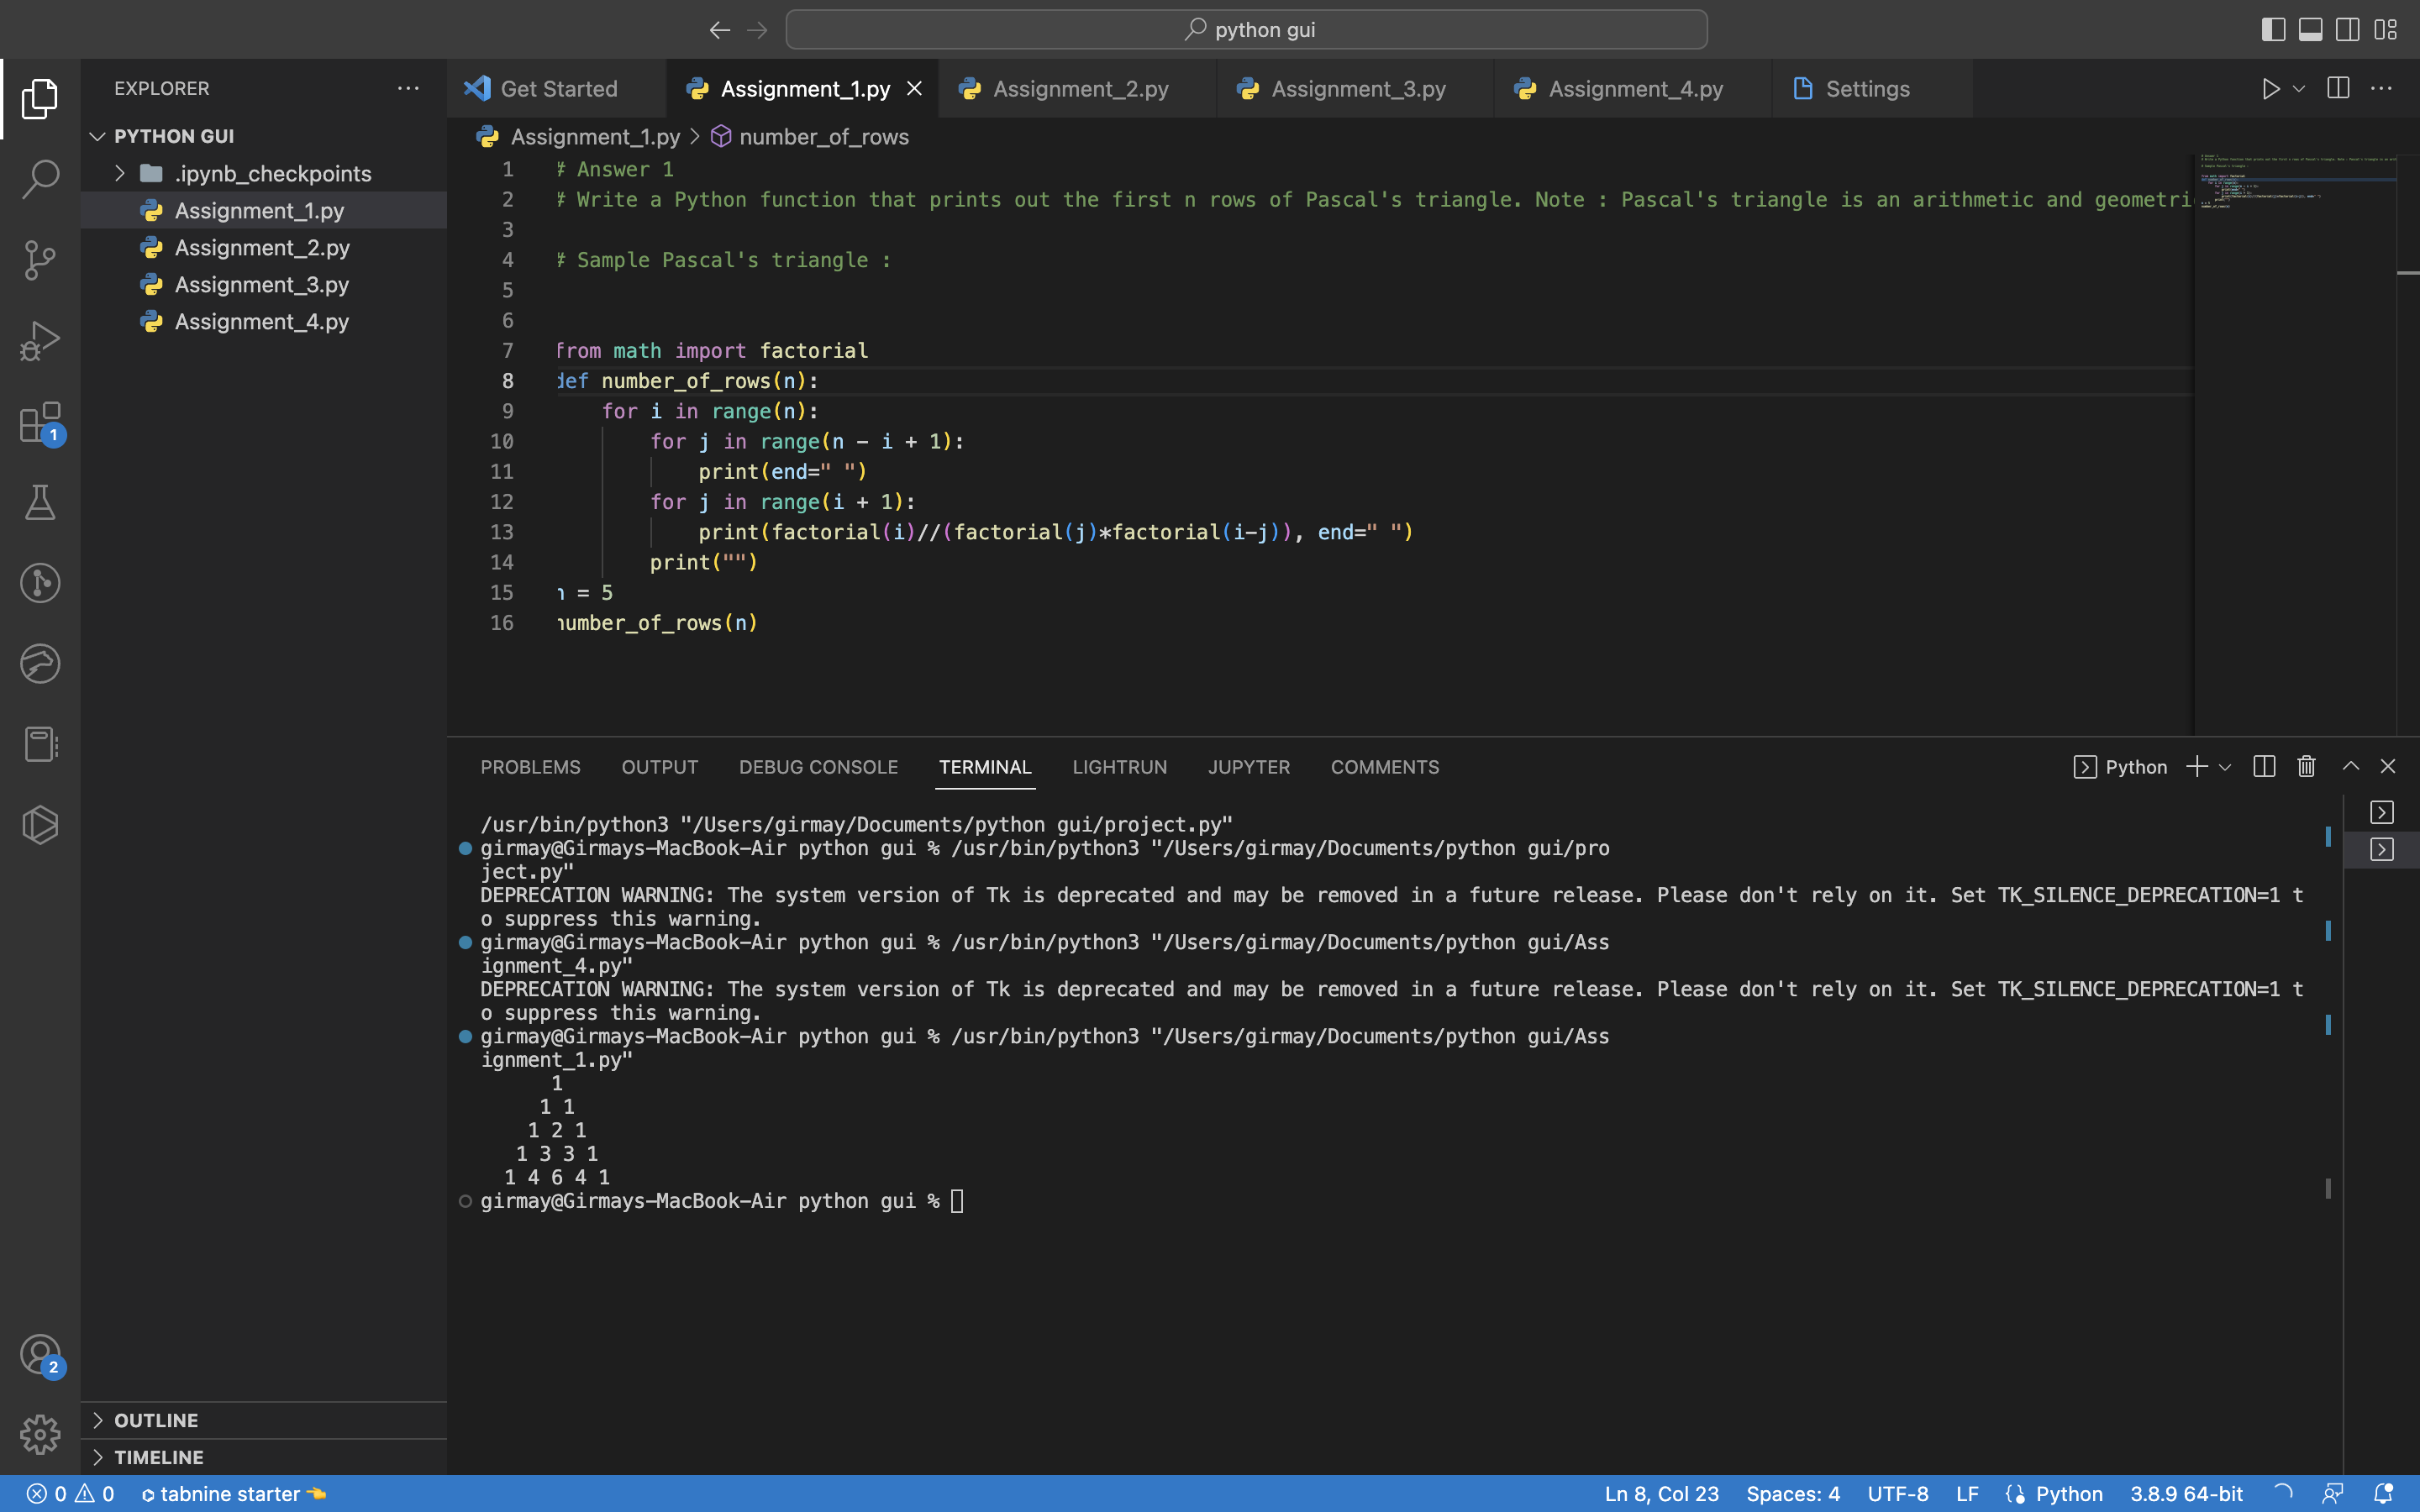 python gui
EXPLORER
PYTHON GUI
.ipynb_checkpoints
Assignment_1.py
Assignment_2.py
Assignment_3.py
Assignment_4.py
OUTLINE
TIMELINE
Get Started
Assignment_1.py
Assignment_2.py
Assignment_3.py
Assignment_4.py
Settings
Assignment_1.py > number_of_rows
1 # Answer 1
2 # Write a Python function that prints out the first n rows of Pascal's triangle. Note : Pascal's triangle is an arithmetic and geometri
3
4 # Sample Pascal's triangle :
5
6
7 from math import factorial
8 def number_of_rows(n):
9     for i in range(n):
10         for j in range(n - i + 1):
11             print(end=" ")
12         for j in range(i + 1):
13             print(factorial(i)//(factorial(j)*factorial(i-j)), end=" ")
14         print("")
15 n = 5
16 number_of_rows(n)
PROBLEMS OUTPUT DEBUG CONSOLE TERMINAL LIGHTRUN JUPYTER COMMENTS
Python
/usr/bin/python3 "/Users/girmay/Documents/python gui/project.py"
girmay@Girmays-MacBook-Air python gui % /usr/bin/python3 "/Users/girmay/Documents/python gui/pro
ject.py"
DEPRECATION WARNING: The system version of Tk is deprecated and may be removed in a future release. Please don't rely on it. Set TK_SILENCE_DEPRECATION=1 t
o suppress this warning.
girmay@Girmays-MacBook-Air python gui % /usr/bin/python3 "/Users/girmay/Documents/python gui/Ass
ignment_4.py"
DEPRECATION WARNING: The system version of Tk is deprecated and may be removed in a future release. Please don't rely on it. Set TK_SILENCE_DEPRECATION=1 t
o suppress this warning.
girmay@Girmays-MacBook-Air python gui % /usr/bin/python3 "/Users/girmay/Documents/python gui/Ass
ignment_1.py"
1
1 1
1 2 1
1 3 3 1
1 4 6 4 1
girmay@Girmays-MacBook-Air python gui %
1
2
0 0 tabnine starter 👈 Ln 8, Col 23 Spaces: 4 UTF-8 LF Python 3.8.9 64-bit